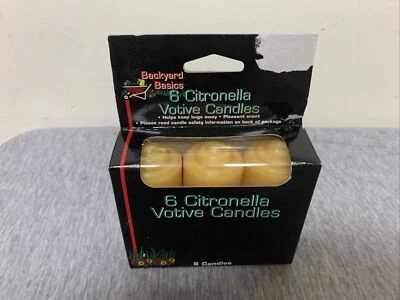 Backyard
Basics
6 Citronella
Votive Candles
• Helps keep bugs away • Pleasant scent
• Please read candle safety information on back of package
6 Citronella
Votive Candles
6 Candles